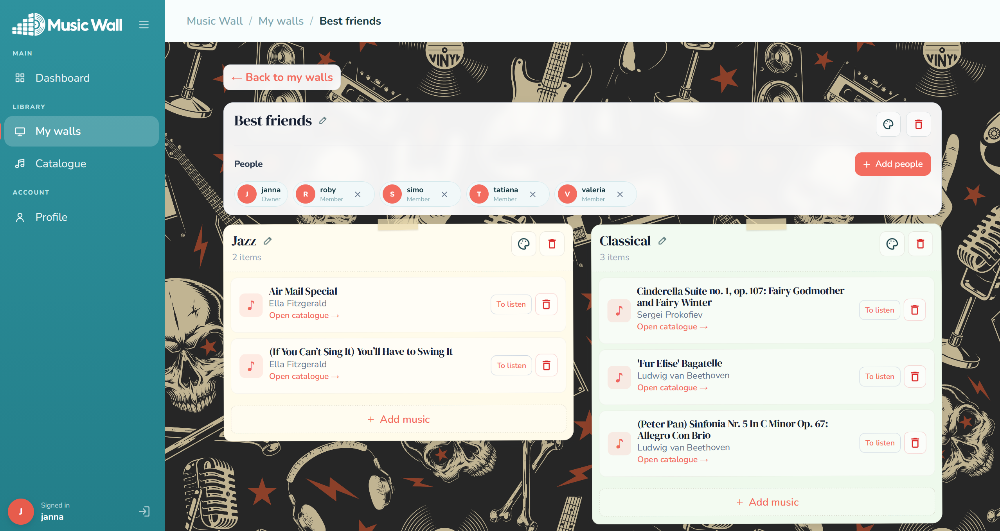 Music Wall
MAIN
Dashboard
LIBRARY
My walls
Catalogue
ACCOUNT
Profile
Signed in
J
janna
Music Wall / My walls / Best friends
VINYL
VINYL
← Back to my walls
Best friends
People
+ Add people
J
janna
Owner
R
roby
Member
×
S
simo
Member
×
T
tatiana
Member
×
V
valeria
Member
×
STEREO
Jazz
2 items
Air Mail Special
Ella Fitzgerald
Open catalogue →
To listen
(If You Can't Sing It) You'll Have to Swing It
Ella Fitzgerald
Open catalogue →
To listen
+ Add music
Classical
3 items
Cinderella Suite no. 1, op. 107: Fairy Godmother
and Fairy Winter
Sergei Prokofiev
Open catalogue →
To listen
'Fur Elise' Bagatelle
Ludwig van Beethoven
Open catalogue →
To listen
(Peter Pan) Sinfonia Nr. 5 In C Minor Op. 67:
Allegro Con Brio
Ludwig van Beethoven
Open catalogue →
To listen
+ Add music